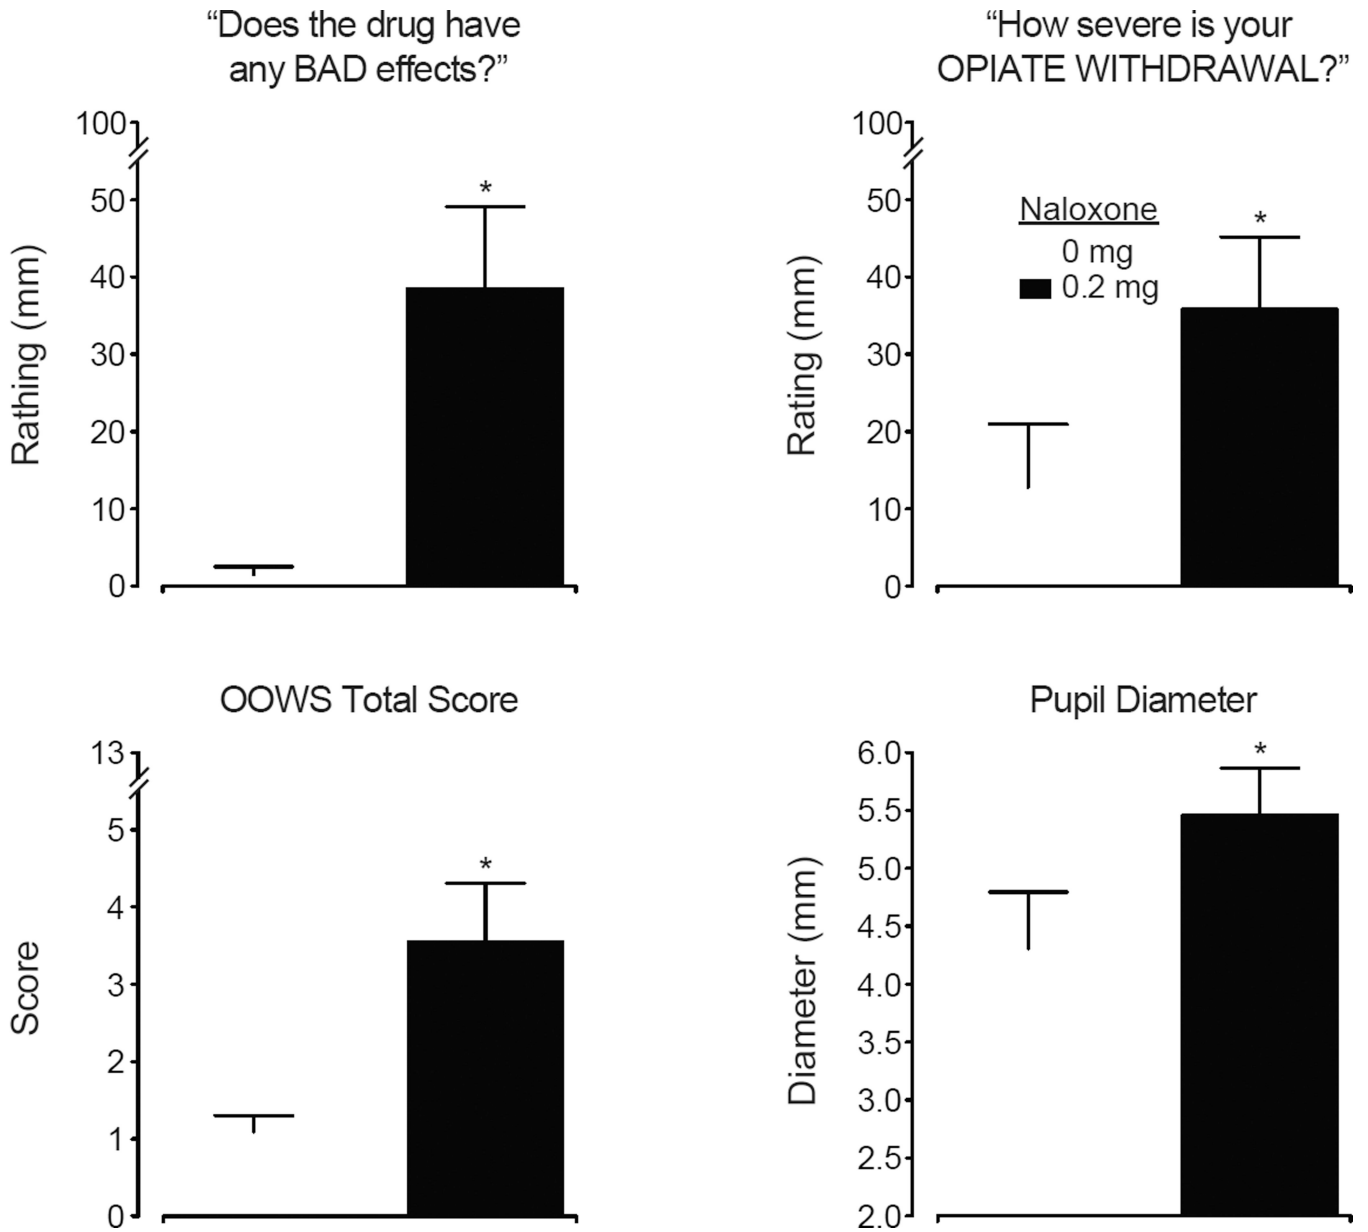 “Does the drug have
any BAD effects?”
100
50
40
30
20
10
0
Rathing (mm)
*
“How severe is your
OPIATE WITHDRAWAL?”
100
50
40
30
20
10
0
Rating (mm)
Naloxone
0 mg
0.2 mg
*
OOWS Total Score
13
5
4
3
2
1
0
Score
*
Pupil Diameter
6.0
5.5
5.0
4.5
4.0
3.5
3.0
2.5
2.0
Diameter (mm)
*